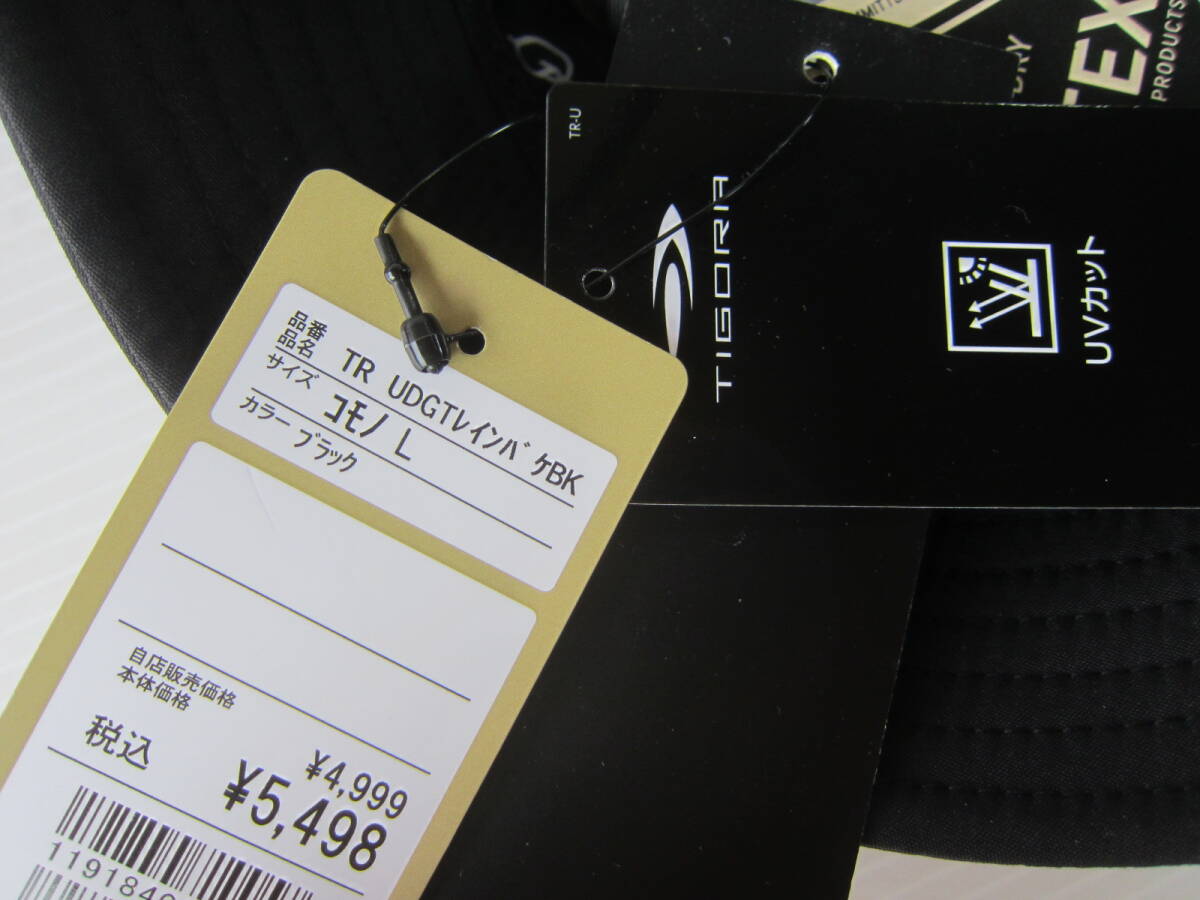 品番
品名 TR UDGTﾚｲﾝﾊﾞｹBK
サイズ コモノ L
カラー ブラック
自店販売価格
本体価格
¥4,999
税込 ¥5,498
TR-U
TIGORIA
UVカット
TEX
PRODUCTS